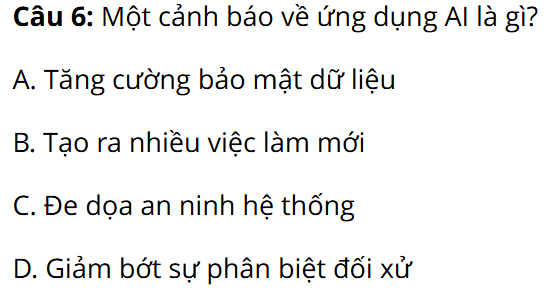 Câu 6: Một cảnh báo về ứng dụng AI là gì?
A. Tăng cường bảo mật dữ liệu
B. Tạo ra nhiều việc làm mới
C. Đe dọa an ninh hệ thống
D. Giảm bớt sự phân biệt đối xử